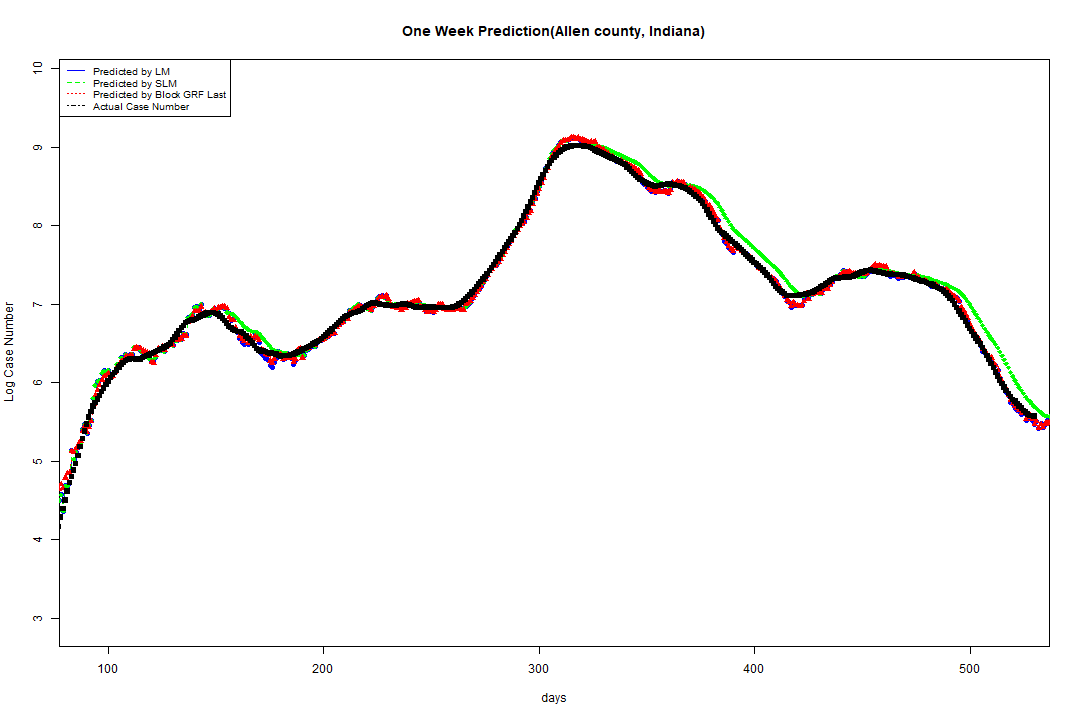 One Week Prediction(Allen county, Indiana)
Predicted by LM
Predicted by SLM
Predicted by Block GRF Last
Actual Case Number
10
9
8
7
6
5
4
3
Log Case Number
100 200 300 400 500
days